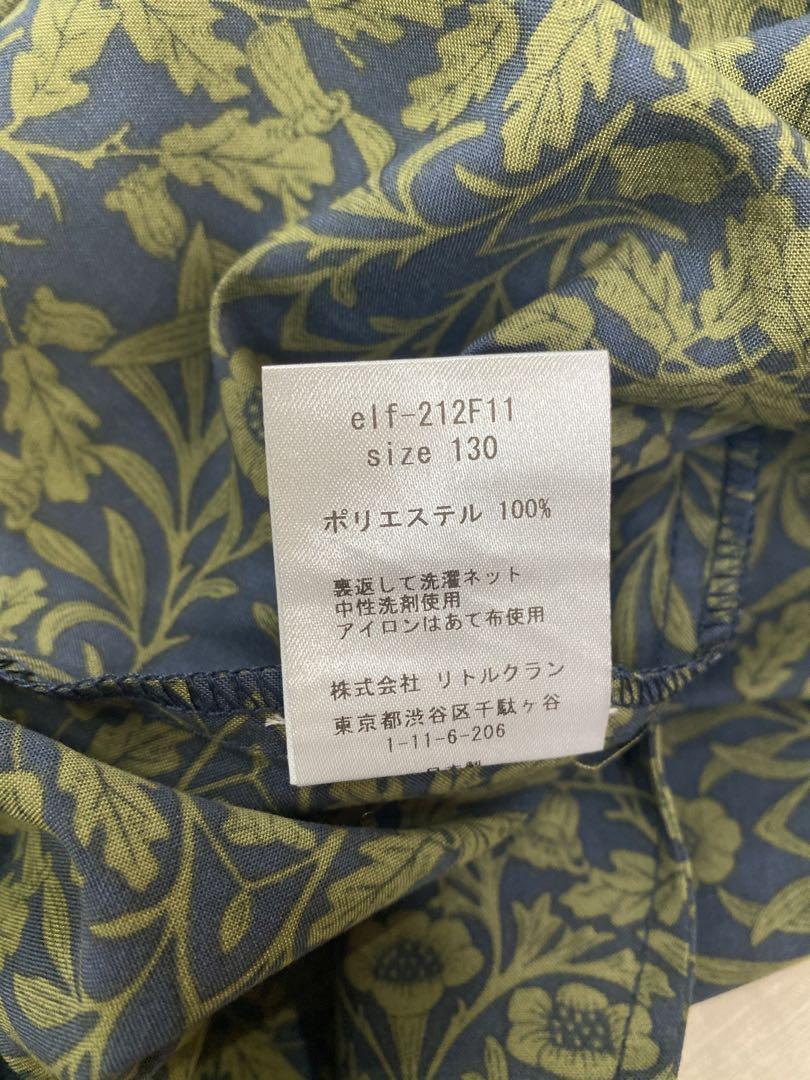 elf-212F11
size 130
ポリエステル 100%
裏返して洗濯ネット
中性洗剤使用
アイロンはあて布使用
株式会社 リトルクラン
東京都渋谷区千駄ヶ谷
1-11-6-206
日本製